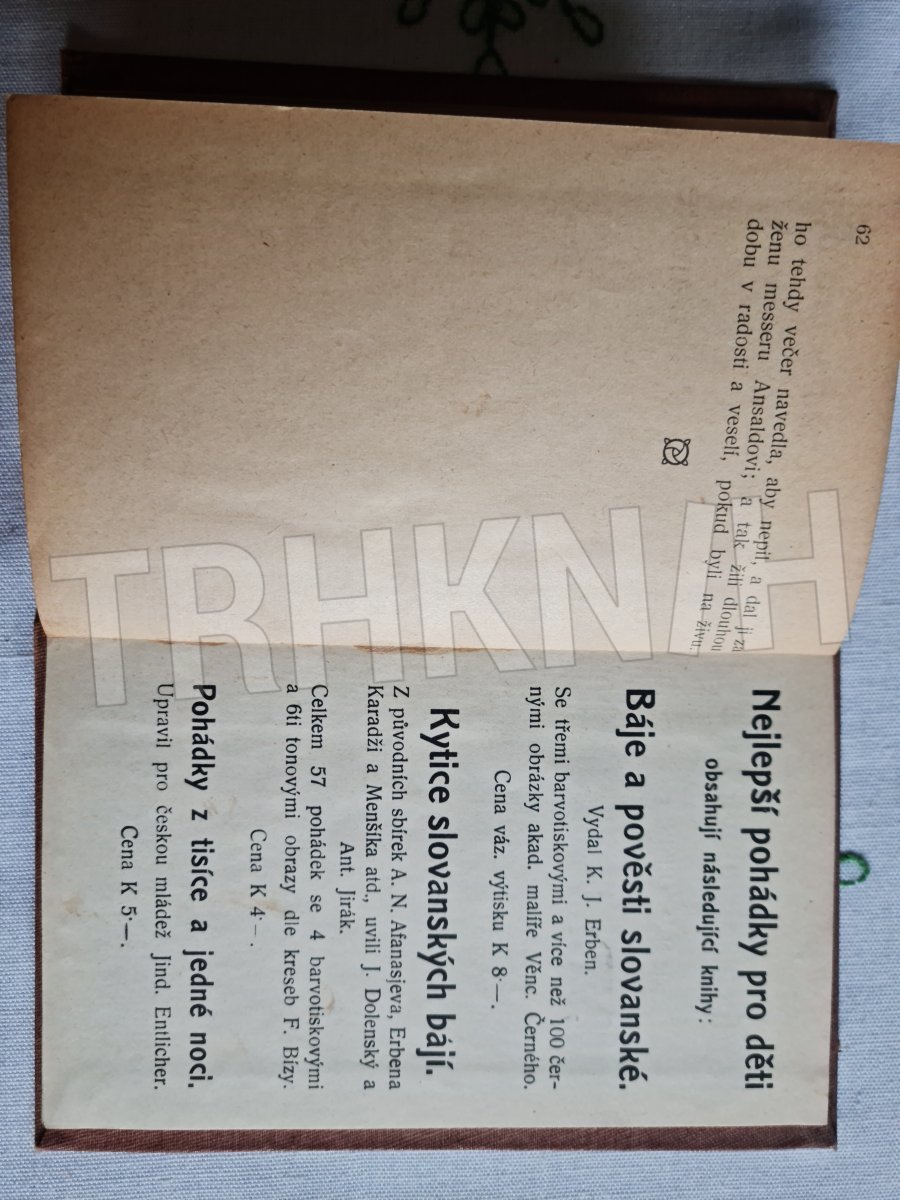 62
ho tehdy večer navedla, aby nepil, a dal ji za
ženu messeru Ansaldovi; a tak žili dlouhou
dobu v radosti a veselí, pokud byli na živu.
Nejlepší pohádky pro děti
obsahují následující knihy:
Báje a pověsti slovanské.
Vydal K. J. Erben.
Se třemi barvotiskovými a více než 100 čer-
nými obrázky akad. malíře Věnc. Černého.
Cena váz. výtisku K 8·—.
Kytice slovanských bájí.
Z původních sbírek A. N. Afanasjeva, Erbena
Karadži a Menšíka atd., uvili J. Dolenský a
Ant. Jirák.
Celkem 57 pohádek se 4 barvotiskovými
a 6ti tonovými obrazy dle kreseb F. Bízy.
Cena K 4·—.
Pohádky z tisíce a jedné noci.
Upravil pro českou mládež Jind. Entlicher.
Cena K 5·—.
TRHKNIH